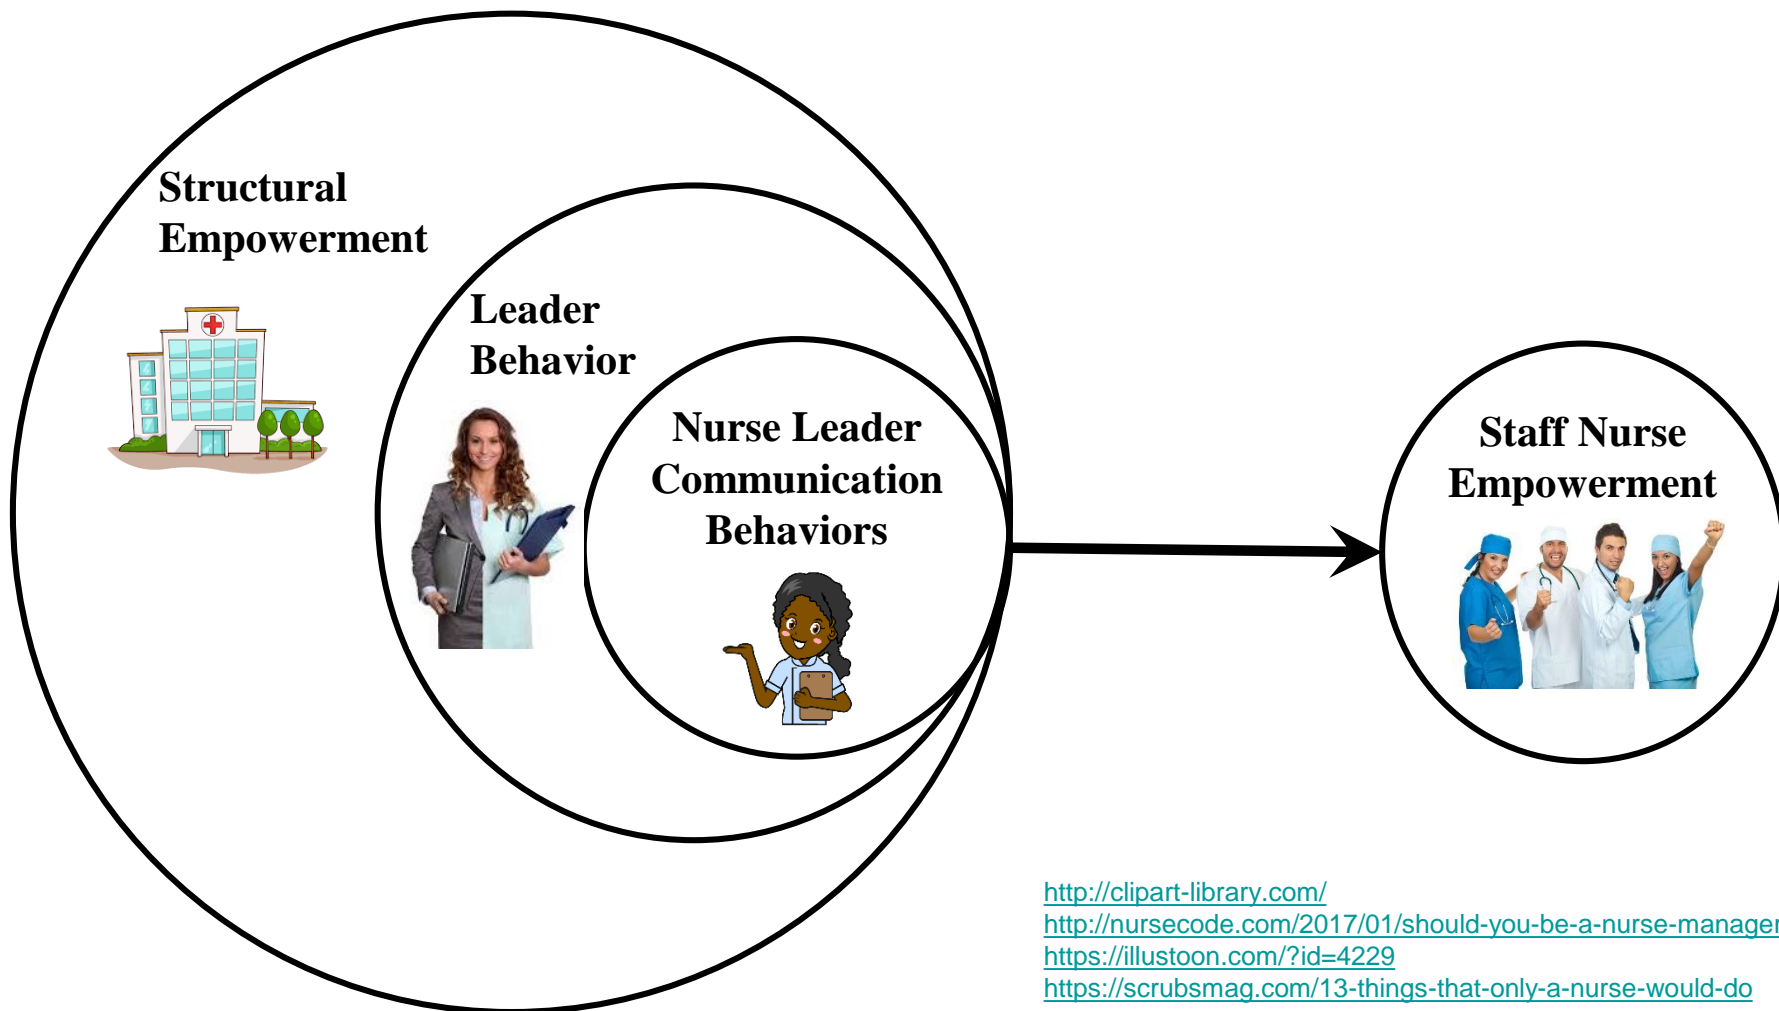 Structural
Empowerment
Leader
Behavior
Nurse Leader
Communication
Behaviors
Staff Nurse
Empowerment
http://clipart-library.com/
http://nursecode.com/2017/01/should-you-be-a-nurse-manager
https://illustoon.com/?id=4229
https://scrubsmag.com/13-things-that-only-a-nurse-would-do